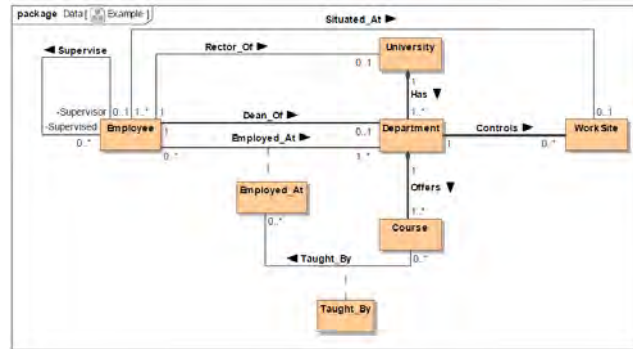 package Data [ Example ]
Situated_At
Supervise
Rector_Of
University
0..1
1
Has
-Supervisor
0..1
1..*
1
Dean_Of
1..*
0..1
-Supervised
Employee
1
0..1
Department
Controls
WorkSite
0..*
0..*
Employed_At
1..*
1
0..*
1
Employed_At
Offers
0..*
1..*
Course
Taught_By
0..*
Taught_By